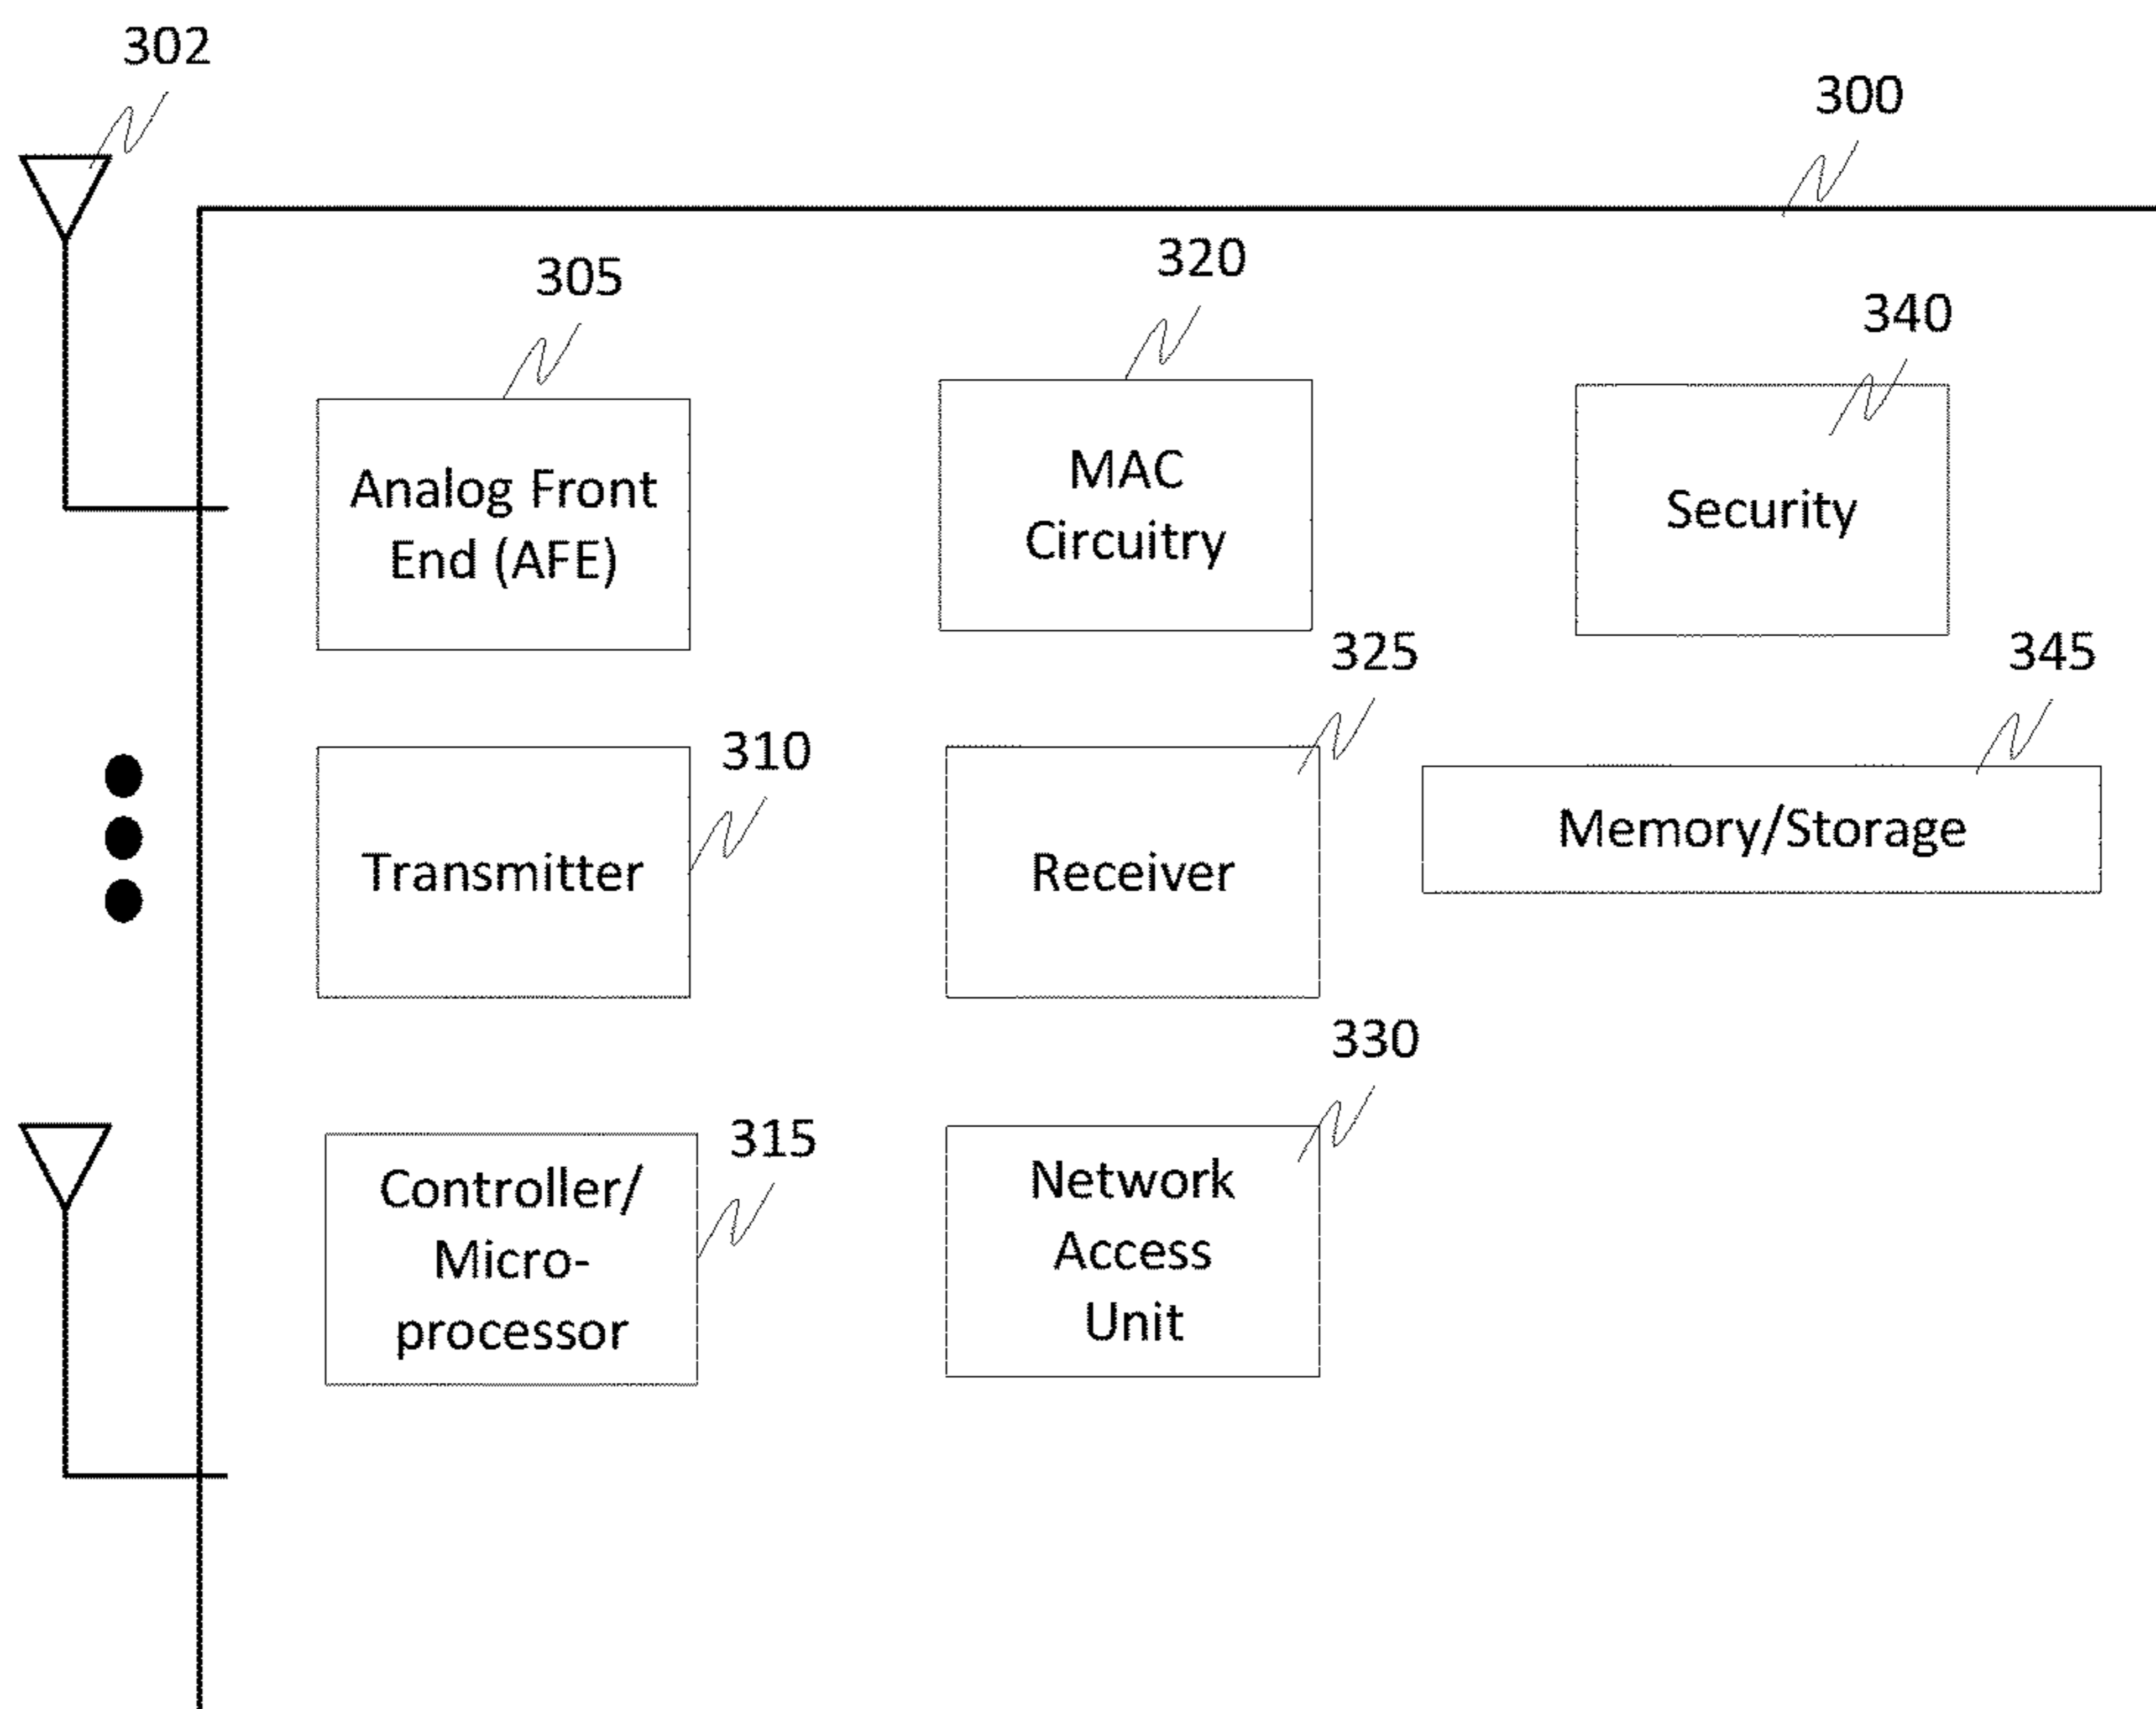 302
300
305
320
340
Analog Front
End (AFE)
MAC
Circuitry
Security
325
345
310
Transmitter
Receiver
Memory/Storage
330
315
Controller/
Micro-
processor
Network
Access
Unit